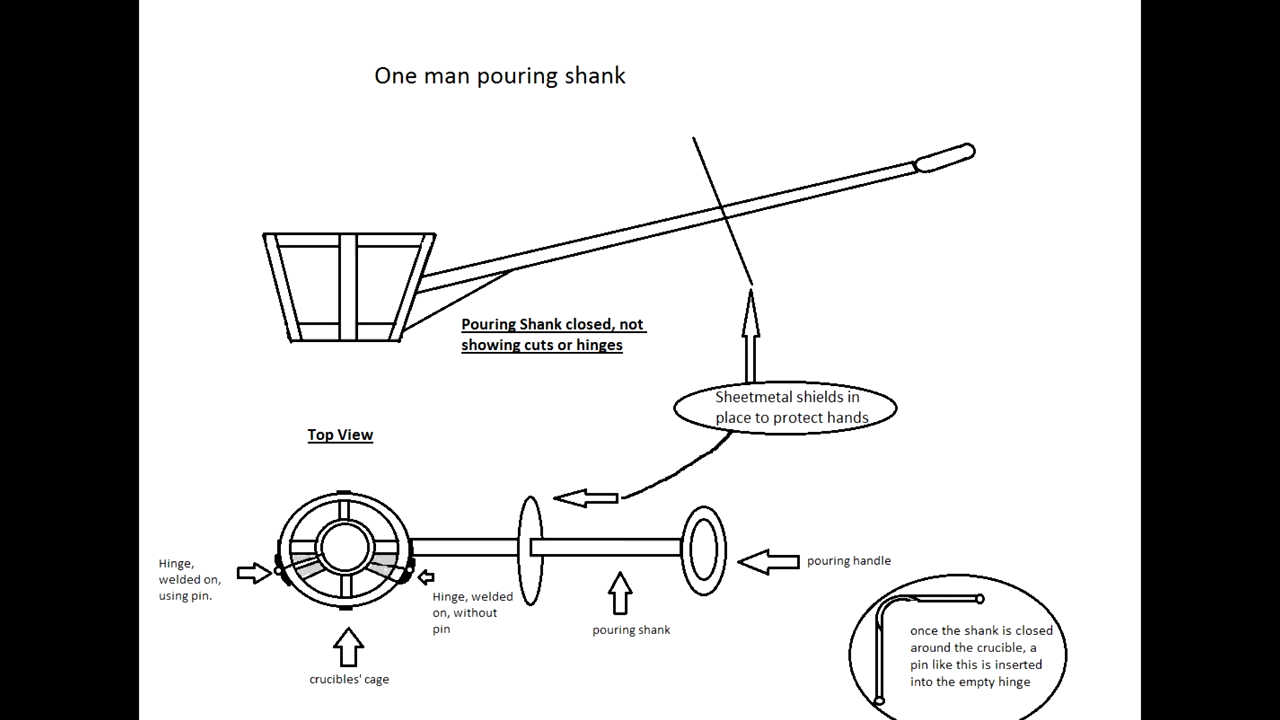 One man pouring shank
Pouring Shank closed, not
showing cuts or hinges
Sheetmetal shields in
place to protect hands
Top View
Hinge,
welded on,
using pin.
Hinge, welded
on, without
pin
pouring shank
pouring handle
crucibles' cage
once the shank is closed
around the crucible, a
pin like this is inserted
into the empty hinge